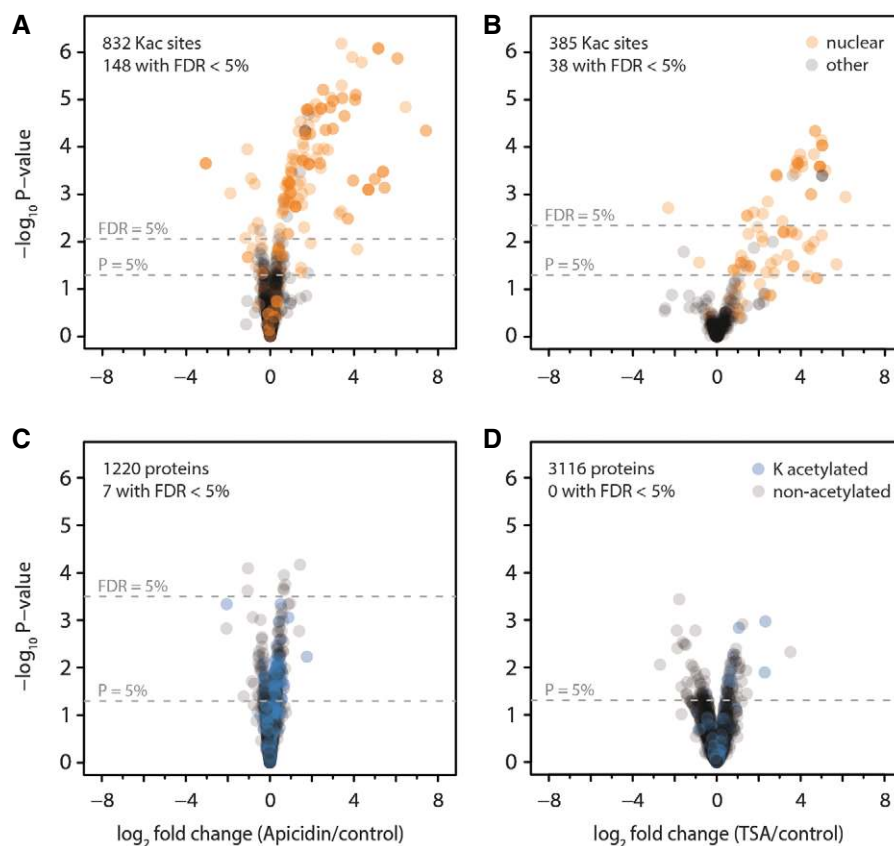 A
832 Kac sites
148 with FDR < 5%
FDR = 5%
P = 5%
6
5
4
3
2
1
0
−log10 P−value
−8 −4 0 4 8
B
385 Kac sites
38 with FDR < 5%
nuclear
other
FDR = 5%
P = 5%
6
5
4
3
2
1
0
−8 −4 0 4 8
C
1220 proteins
7 with FDR < 5%
FDR = 5%
P = 5%
6
5
4
3
2
1
0
−log10 P−value
−8 −4 0 4 8
log2 fold change (Apicidin/control)
D
3116 proteins
0 with FDR < 5%
K acetylated
non-acetylated
P = 5%
6
5
4
3
2
1
0
−8 −4 0 4 8
log2 fold change (TSA/control)